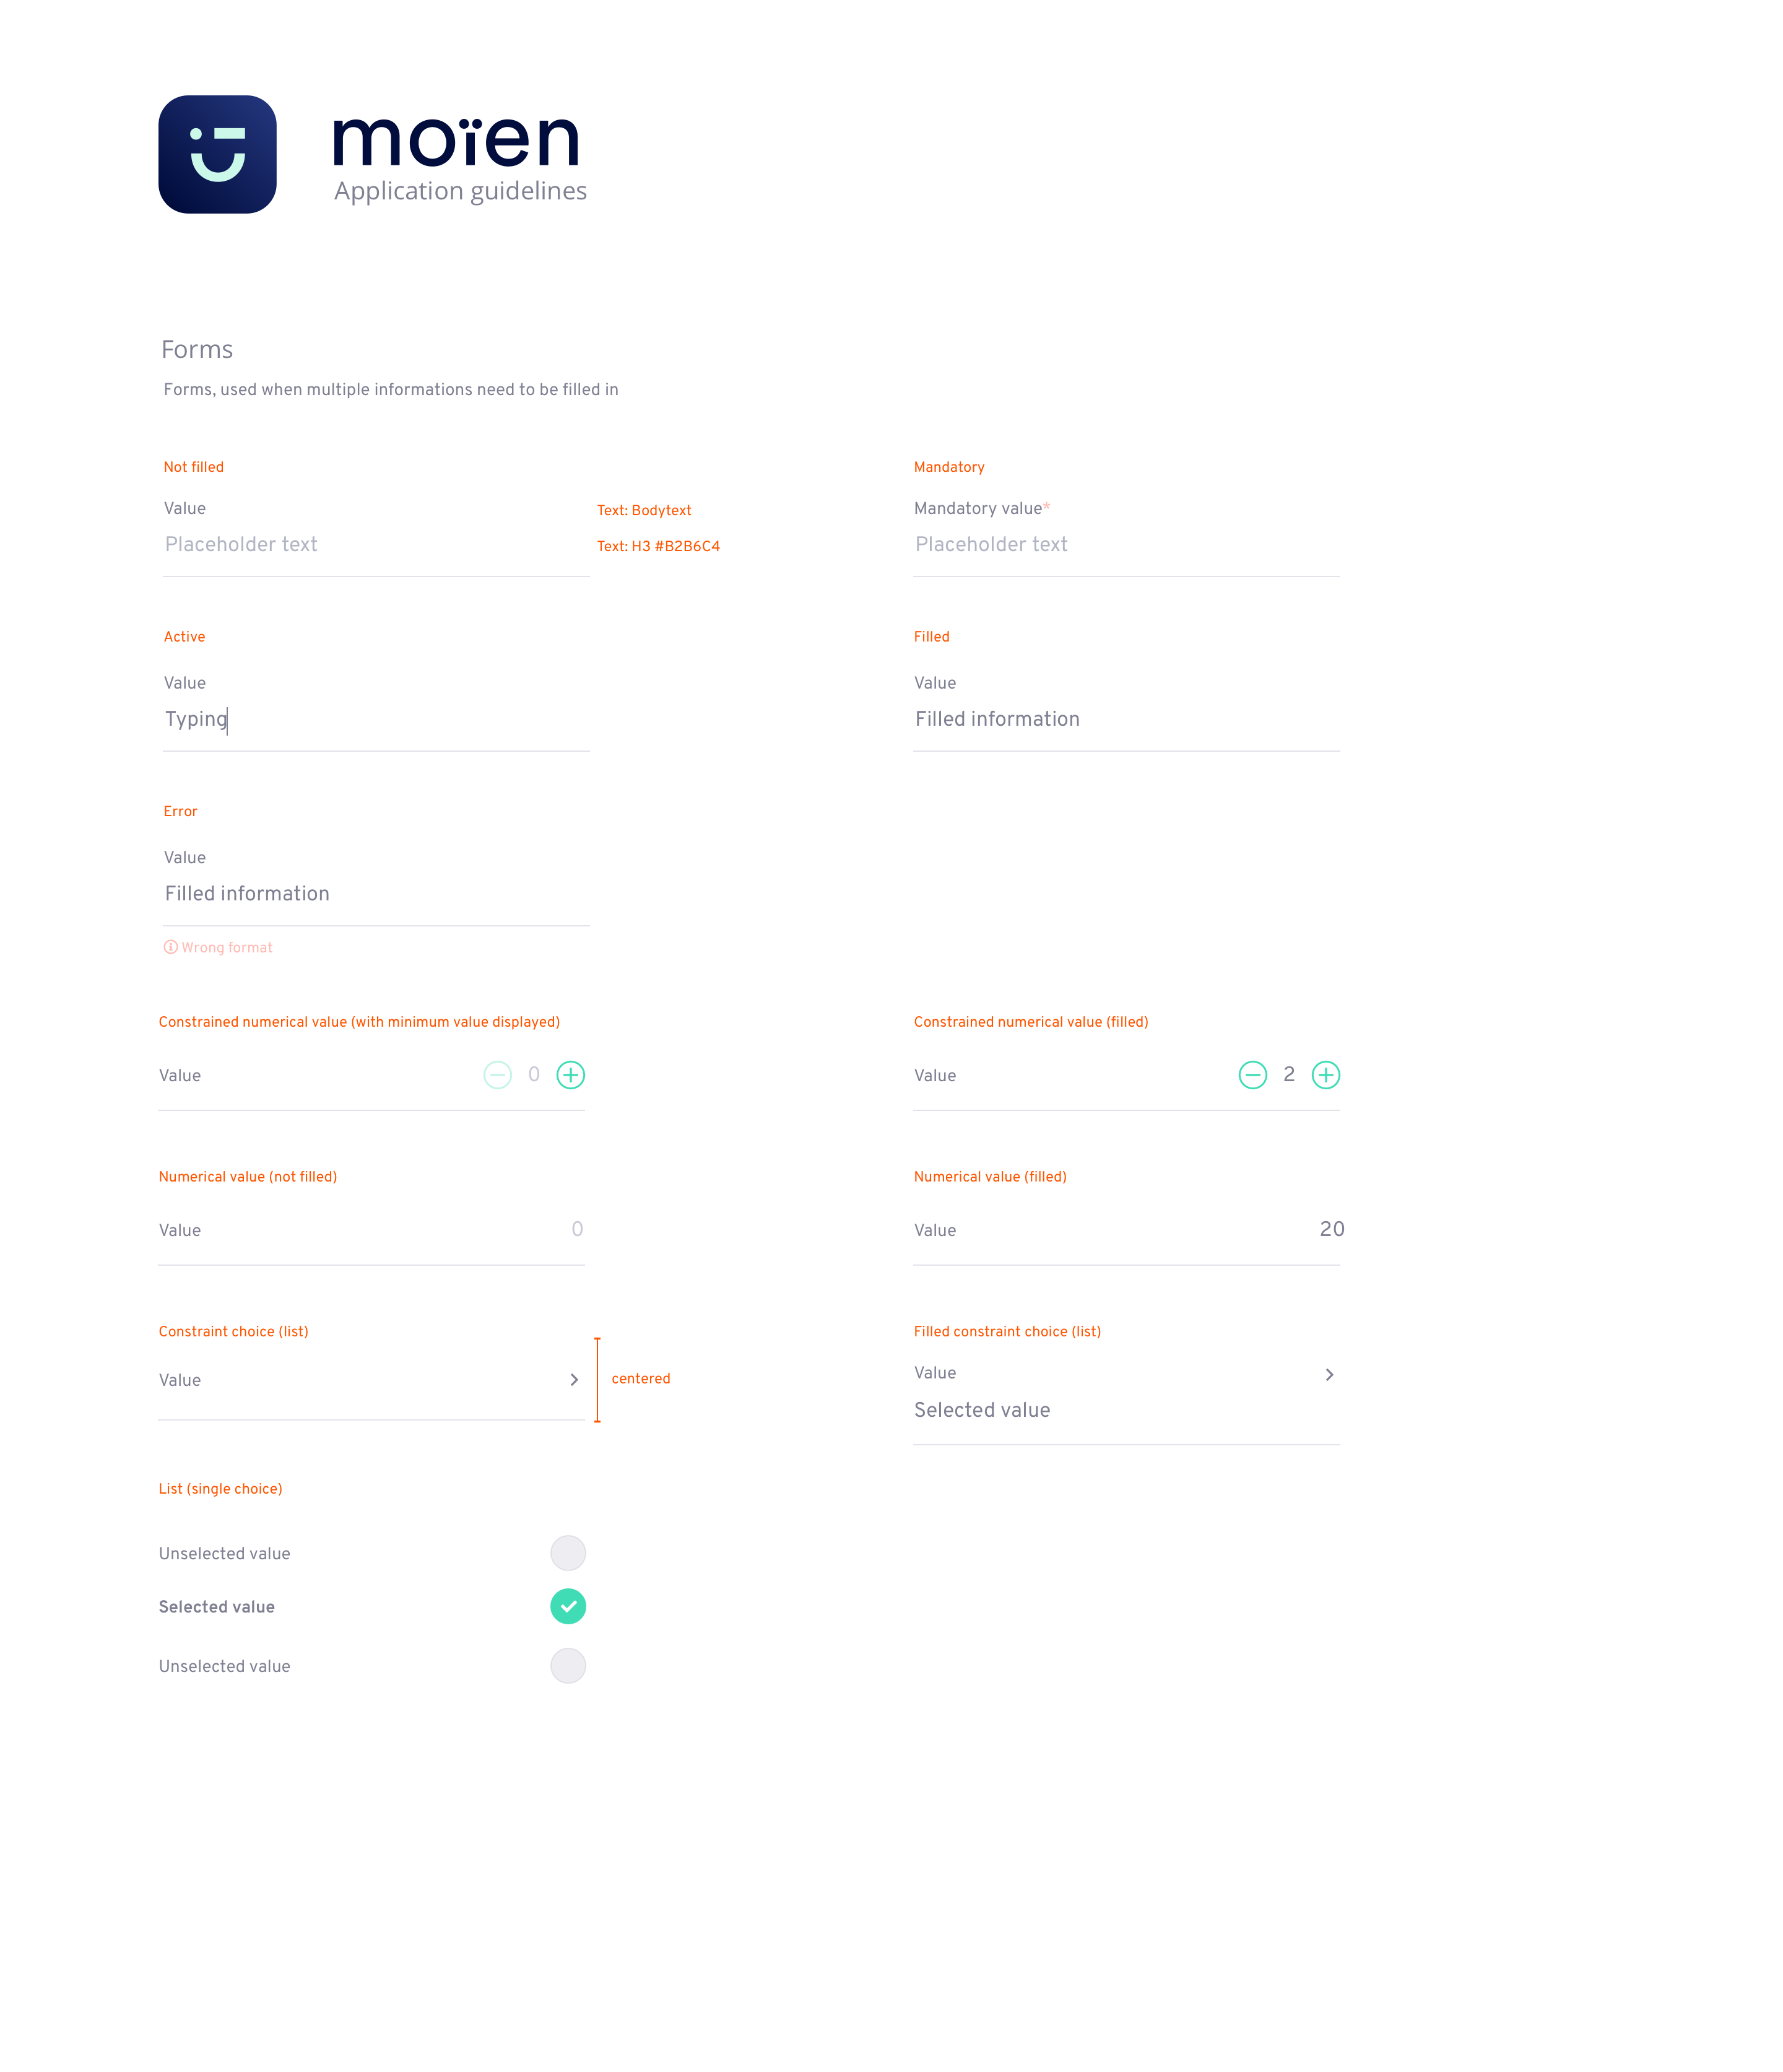 moïen
Application guidelines
Forms
Forms, used when multiple informations need to be filled in
Not filled
Value
Text: Bodytext
Placeholder text
Text: H3 #B2B6C4
Mandatory
Mandatory value*
Placeholder text
Active
Value
Typing
Filled
Value
Filled information
Error
Value
Filled information
Wrong format
Constrained numerical value (with minimum value displayed)
Value 0
Constrained numerical value (filled)
Value 2
Numerical value (not filled)
Value 0
Numerical value (filled)
Value 20
Constraint choice (list)
Value
centered
Filled constraint choice (list)
Value
Selected value
List (single choice)
Unselected value
Selected value
Unselected value